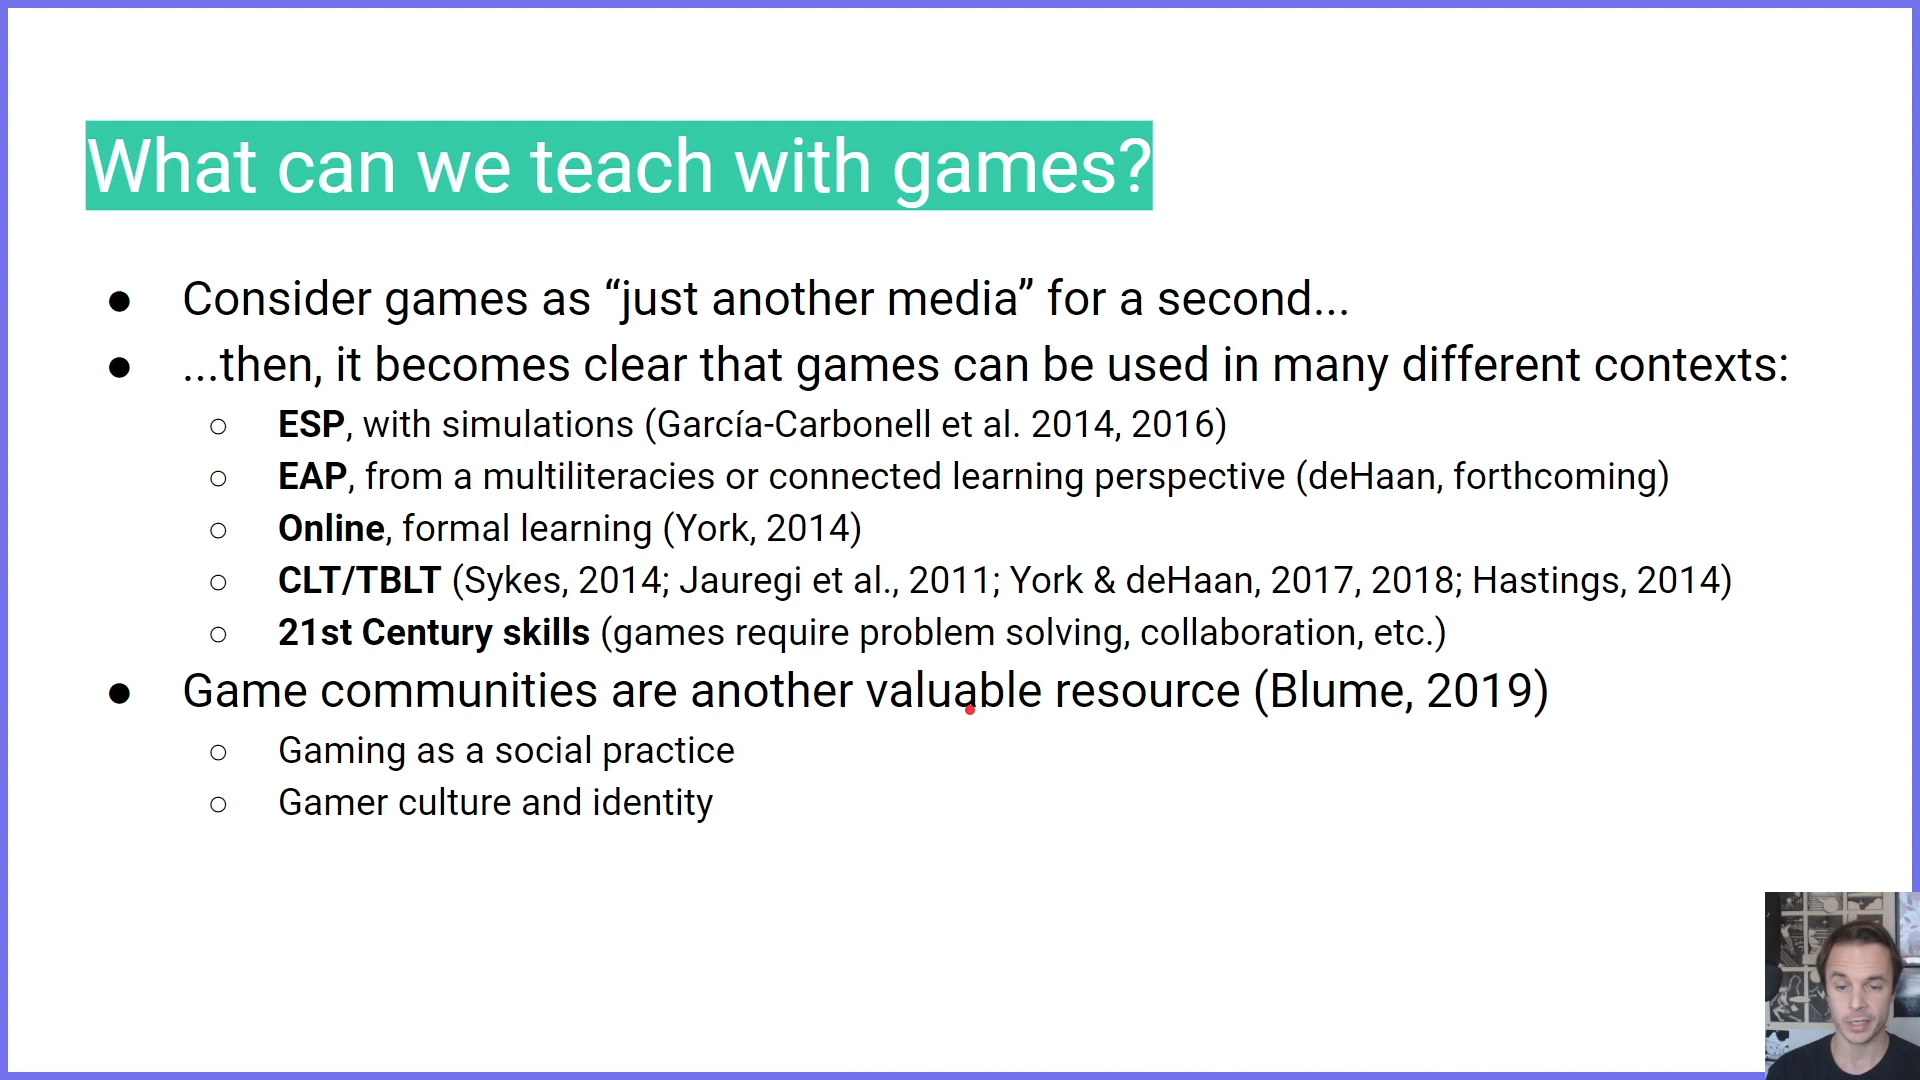 What can we teach with games?
● Consider games as “just another media” for a second...
● ...then, it becomes clear that games can be used in many different contexts:
○ ESP, with simulations (García-Carbonell et al. 2014, 2016)
○ EAP, from a multiliteracies or connected learning perspective (deHaan, forthcoming)
○ Online, formal learning (York, 2014)
○ CLT/TBLT (Sykes, 2014; Jauregi et al., 2011; York & deHaan, 2017, 2018; Hastings, 2014)
○ 21st Century skills (games require problem solving, collaboration, etc.)
● Game communities are another valuable resource (Blume, 2019)
○ Gaming as a social practice
○ Gamer culture and identity